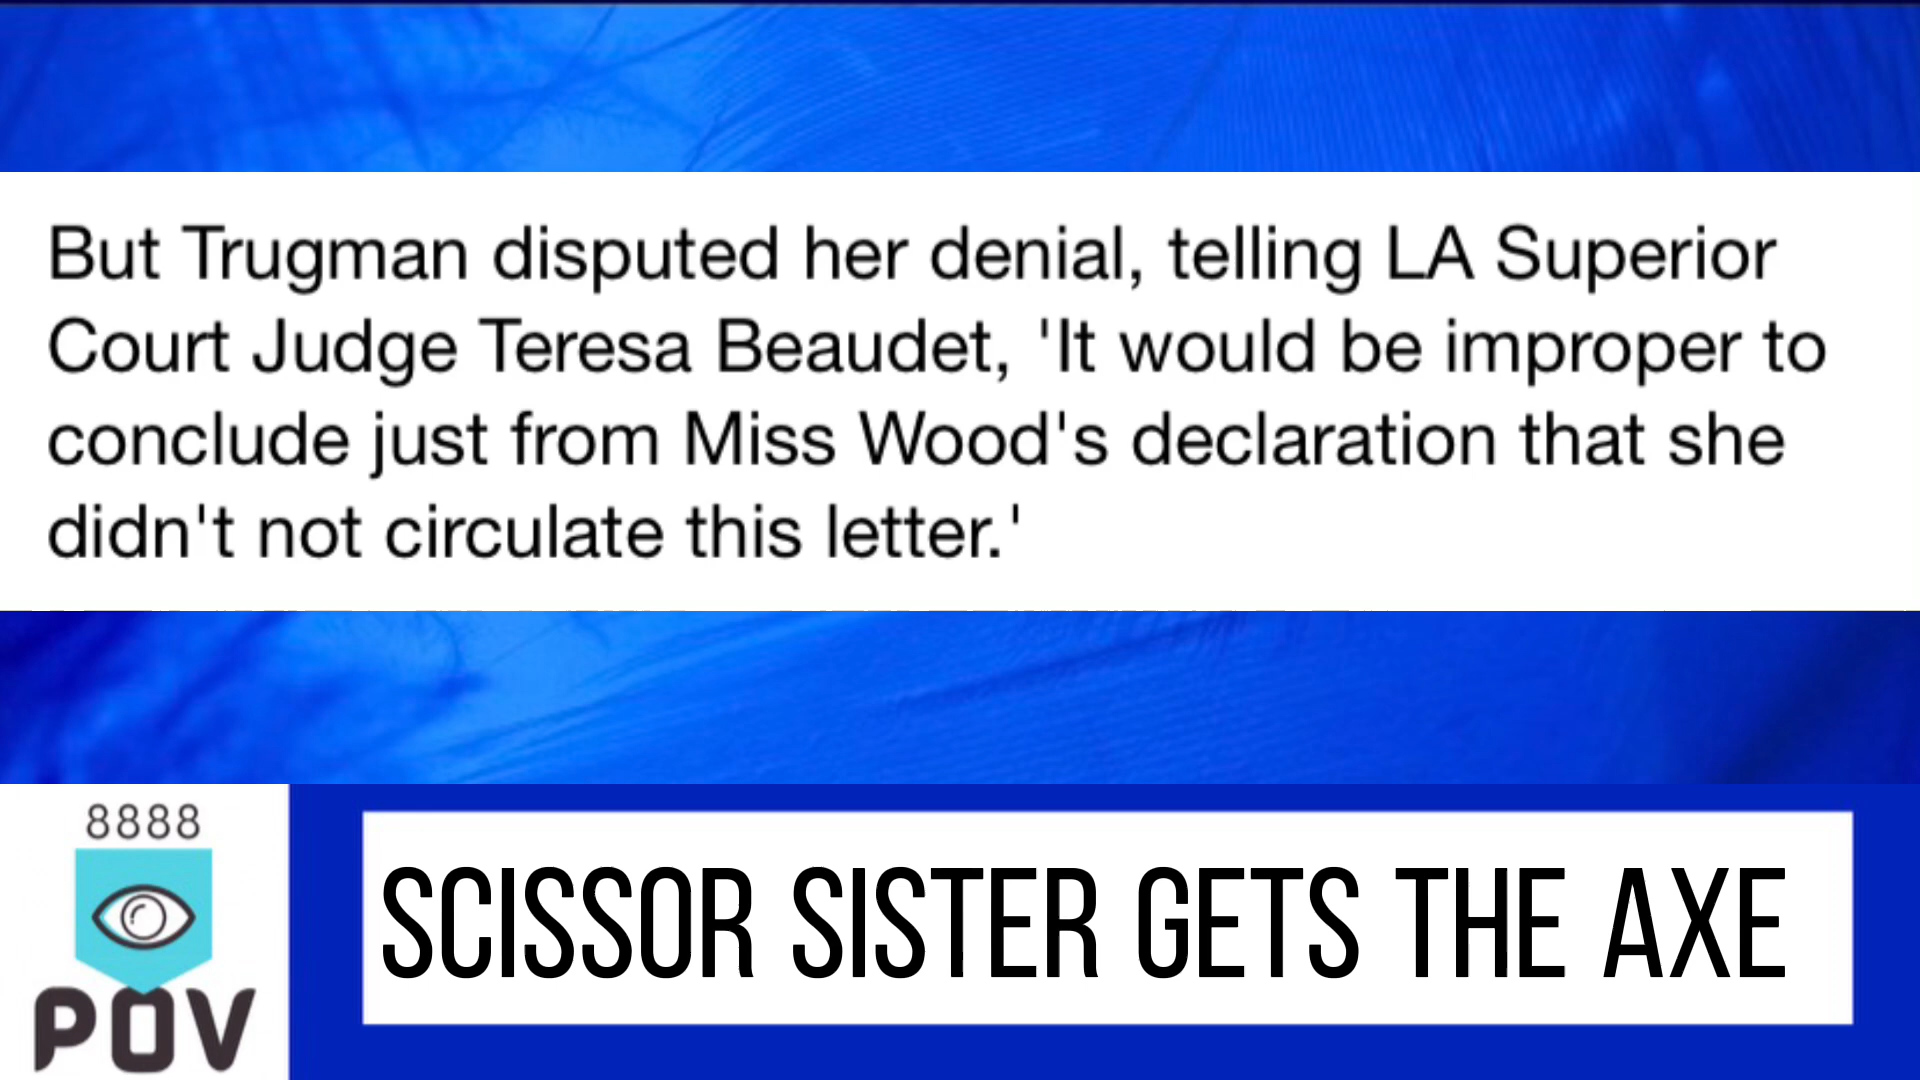 But Trugman disputed her denial, telling LA Superior
Court Judge Teresa Beaudet, 'It would be improper to
conclude just from Miss Wood's declaration that she
didn't not circulate this letter.'
8888
POV
SCISSOR SISTER GETS THE AXE